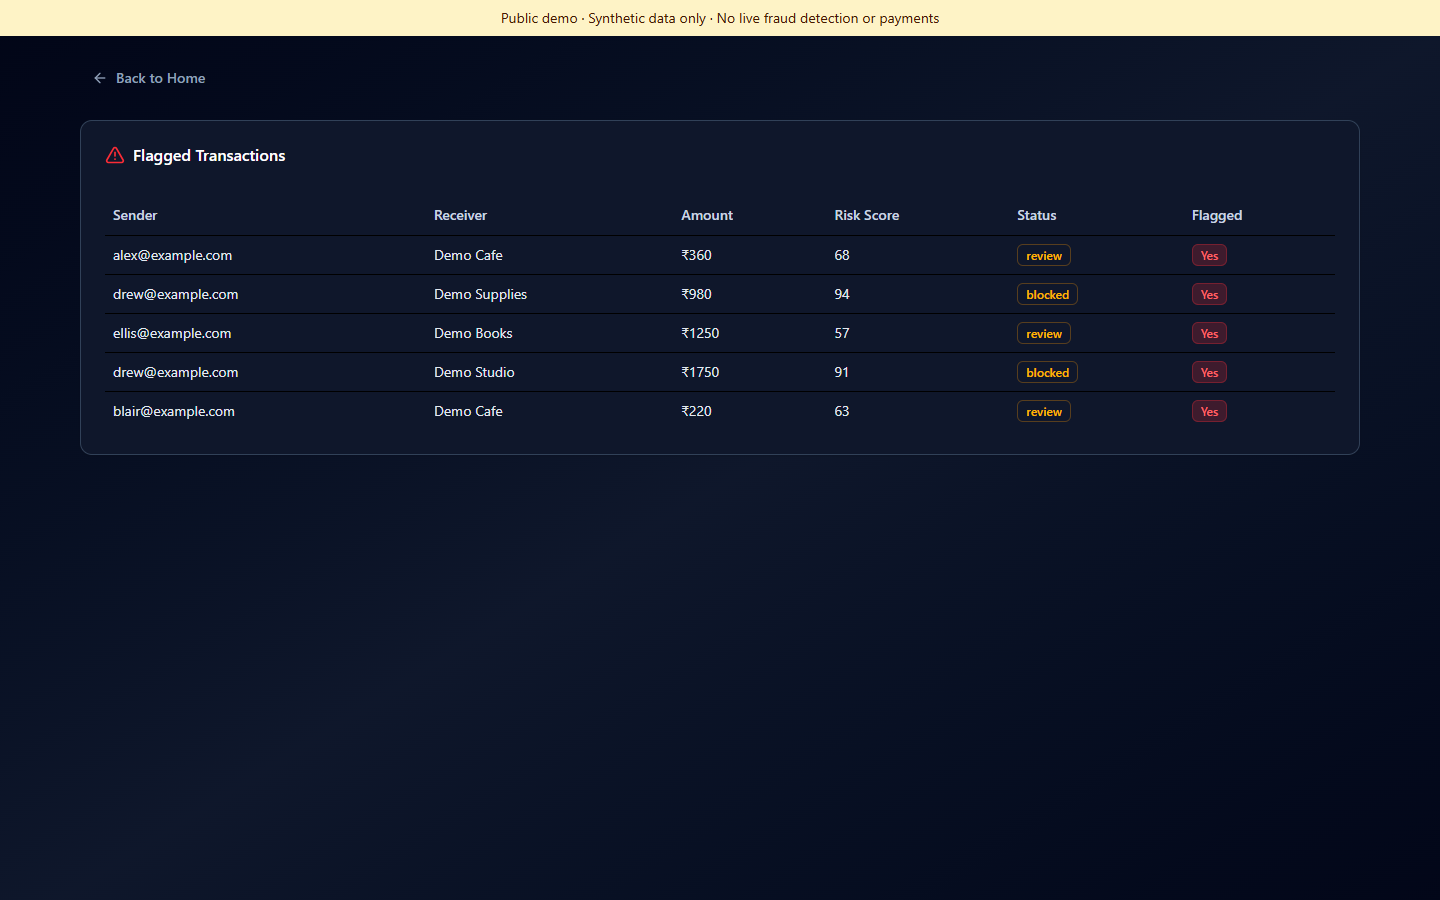 Public demo · Synthetic data only · No live fraud detection or payments
Back to Home
Flagged Transactions
Sender Receiver Amount Risk Score Status Flagged
alex@example.com Demo Cafe ₹360 68 review Yes
drew@example.com Demo Supplies ₹980 94 blocked Yes
ellis@example.com Demo Books ₹1250 57 review Yes
drew@example.com Demo Studio ₹1750 91 blocked Yes
blair@example.com Demo Cafe ₹220 63 review Yes